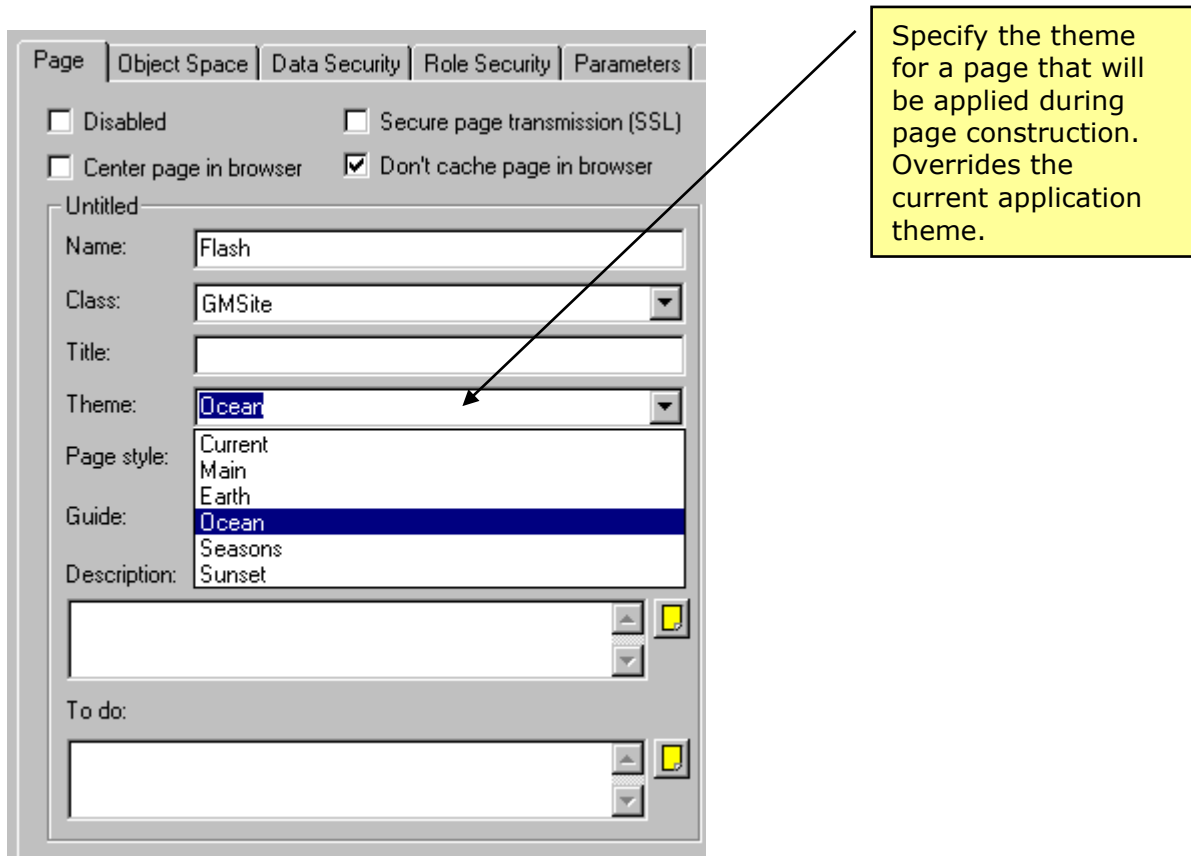 Page Object Space Data Security Role Security Parameters
Disabled Secure page transmission (SSL)
Center page in browser Don't cache page in browser
Untitled
Name: Flash
Class: GMSite
Title:
Theme: Ocean
Current
Page style:
Main
Earth
Guide:
Ocean
Seasons
Description: Sunset
To do:
Specify the theme
for a page that will
be applied during
page construction.
Overrides the
current application
theme.